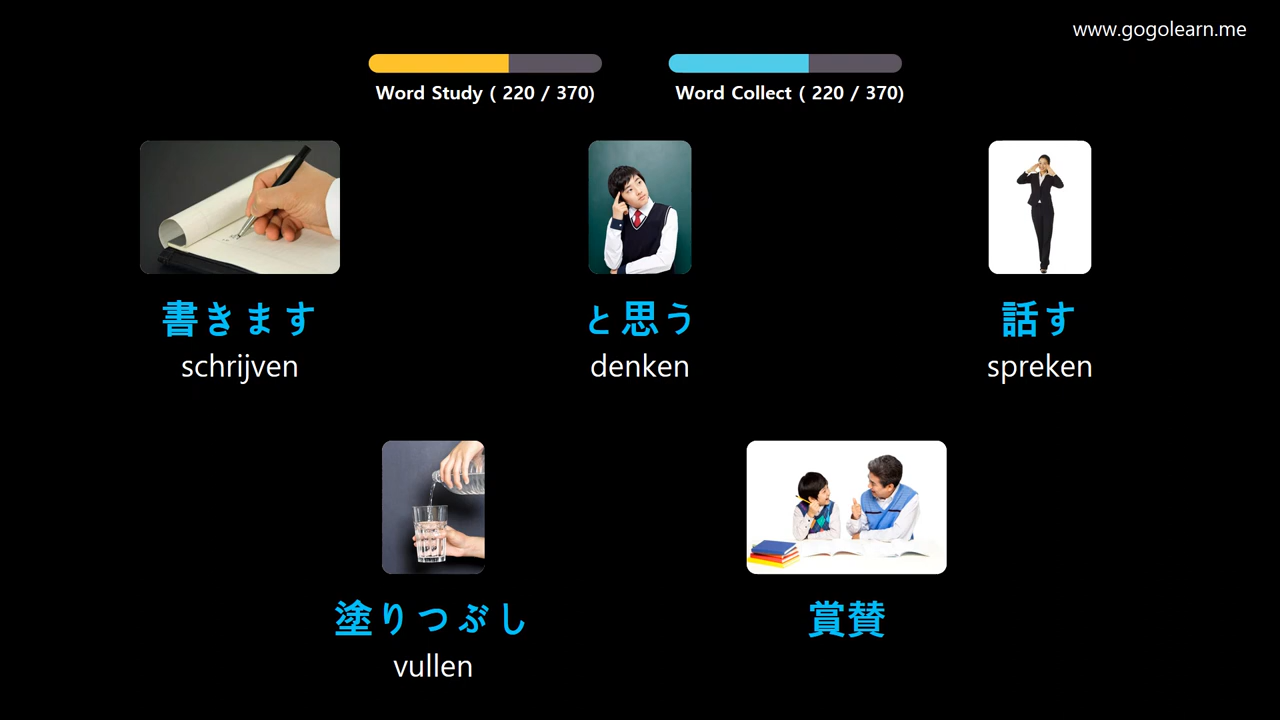 www.gogolearn.me
Word Study ( 220 / 370)
Word Collect ( 220 / 370)
書きます
schrijven
と思う
denken
話す
spreken
塗りつぶし
vullen
賞賛